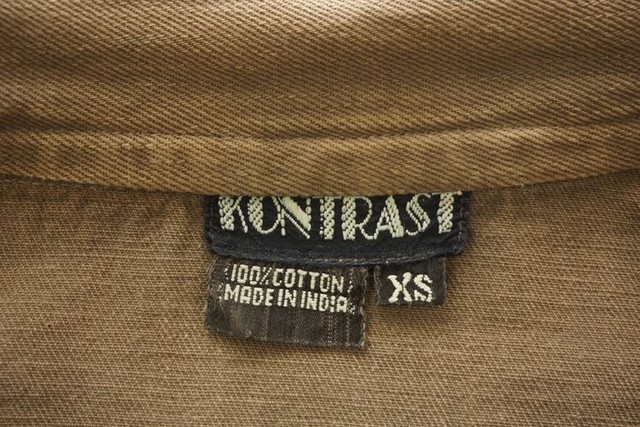 KONTRAST
100% COTTON
MADE IN INDIA
XS